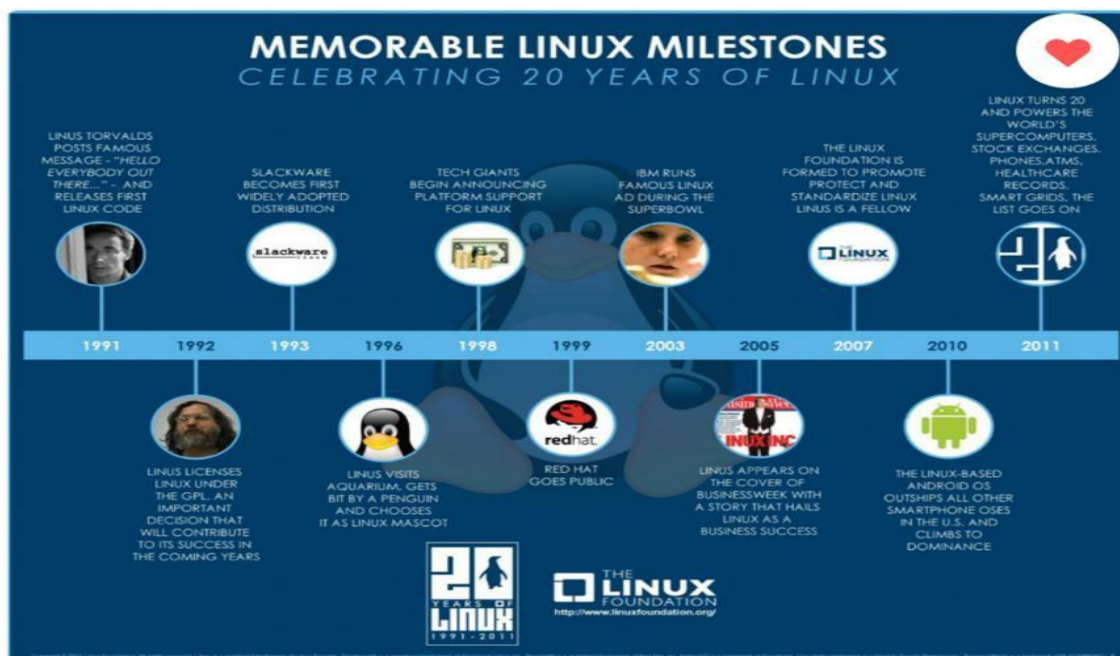 MEMORABLE LINUX MILESTONES
CELEBRATING 20 YEARS OF LINUX
LINUS TORVALDS
POSTS FAMOUS
MESSAGE - "HELLO
EVERYBODY OUT
THERE..." - AND
RELEASES FIRST
LINUX CODE
SLACKWARE
BECOMES FIRST
WIDELY ADOPTED
DISTRIBUTION
slackware
linux
TECH GIANTS
BEGIN ANNOUNCING
PLATFORM SUPPORT
FOR LINUX
IBM RUNS
FAMOUS LINUX
AD DURING THE
SUPERBOWL
THE LINUX
FOUNDATION IS
FORMED TO PROMOTE
PROTECT AND
STANDARDIZE LINUX
LINUS IS A FELLOW
THE
LINUX
FOUNDATION
LINUX TURNS 20
AND POWERS THE
WORLD'S
SUPERCOMPUTERS,
STOCK EXCHANGES,
PHONES,ATMS,
HEALTHCARE
RECORDS,
SMART GRIDS, THE
LIST GOES ON
1991 1992 1993 1996 1998 1999 2003 2005 2007 2010 2011
LINUS LICENSES
LINUX UNDER
THE GPL, AN
IMPORTANT
DECISION THAT
WILL CONTRIBUTE
TO ITS SUCCESS IN
THE COMING YEARS
LINUS VISITS
AQUARIUM, GETS
BIT BY A PENGUIN
AND CHOOSES
IT AS LINUX MASCOT
redhat
RED HAT
GOES PUBLIC
INUX INC
LINUS APPEARS ON
THE COVER OF
BUSINESSWEEK WITH
A STORY THAT HAILS
LINUX AS A
BUSINESS SUCCESS
THE LINUX-BASED
ANDROID OS
OUTSHIPS ALL OTHER
SMARTPHONE OSES
IN THE U.S. AND
CLIMBS TO
DOMINANCE
20
YEARS OF
LINUX
1991-2011
THE
LINUX
FOUNDATION
http://www.linuxfoundation.org/